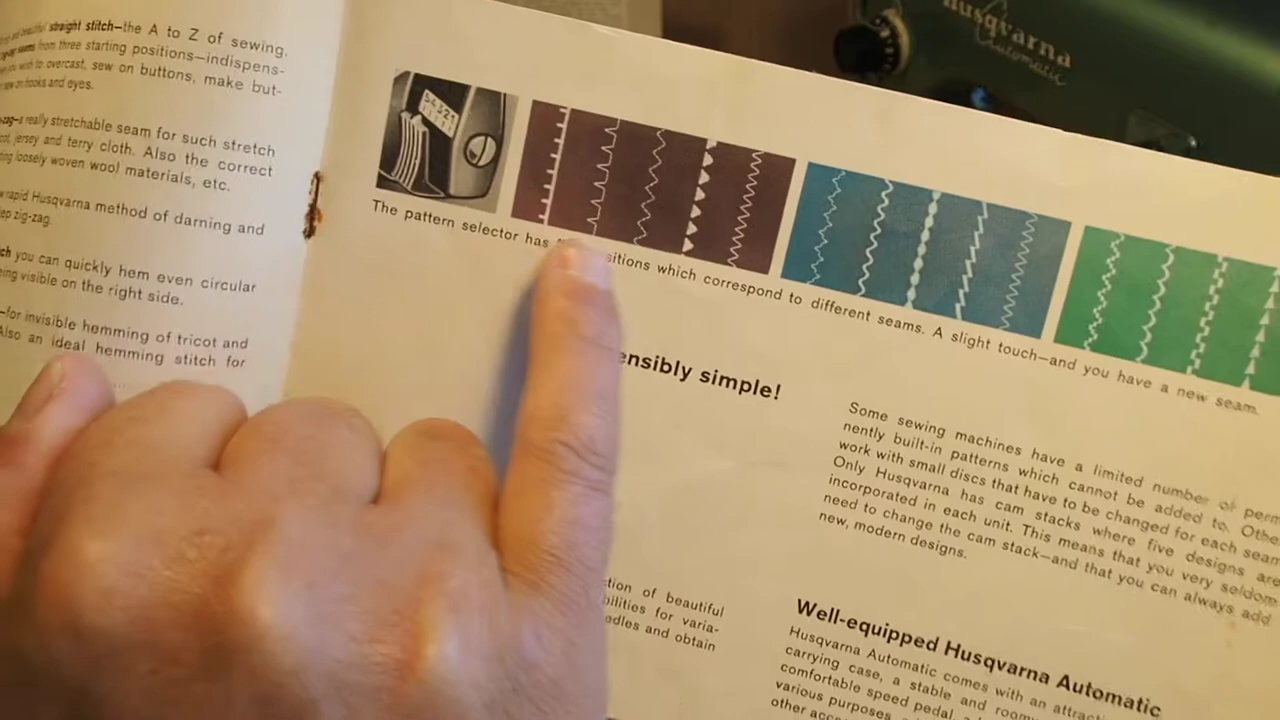 husqvarna
Automatic
straight stitch—the A to Z of sewing.
from three starting positions—indispens-
to overcast, sew on buttons, make but-
hooks and eyes.
a really stretchable seam for such stretch
jersey and terry cloth. Also the correct
loosely woven wool materials, etc.
rapid Husqvarna method of darning and
zig-zag.
you can quickly hem even circular
being visible on the right side.
—for invisible hemming of tricot and
Also an ideal hemming stitch for
54321
The pattern selector has sitions which correspond to different seams. A slight touch—and you have a new seam.
ensibly simple!
tion of beautiful
bilities for varia-
edles and obtain
Some sewing machines have a limited number of perm
nently built-in patterns which cannot be added to. Othe
work with small discs that have to be changed for each seam
Only Husqvarna has cam stacks where five designs are
incorporated in each unit. This means that you very seldom
need to change the cam stack—and that you can always add
new, modern designs.
Well-equipped Husqvarna Automatic
Husqvarna Automatic comes with an attract
carrying case, a stable and roomy
comfortable speed pedal,
various purposes,
other acce